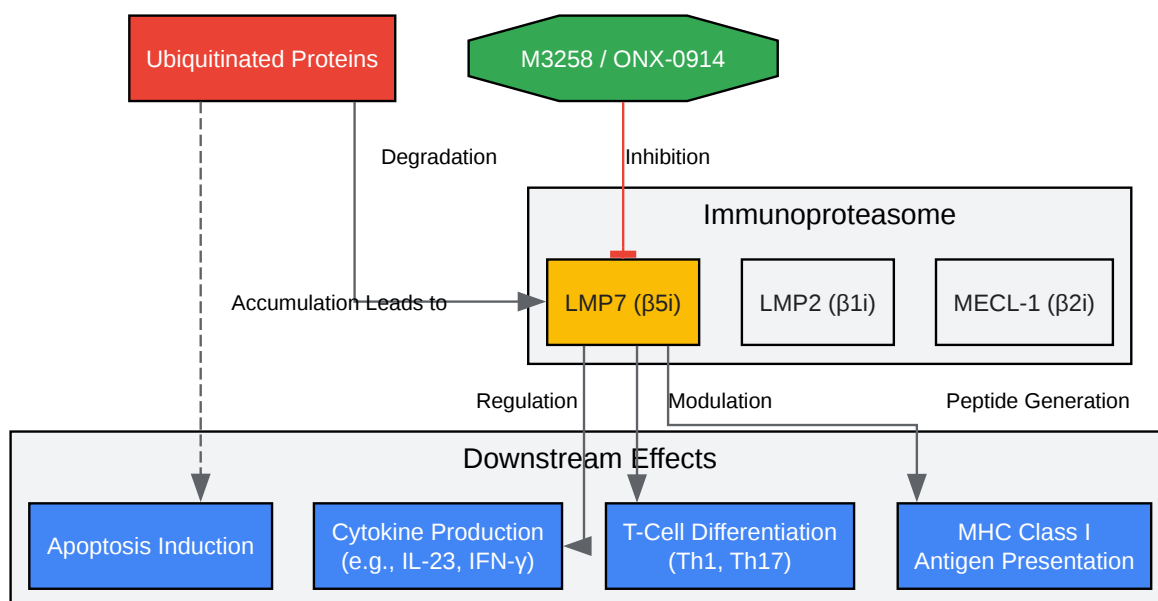 Ubiquitinated Proteins
M3258 / ONX-0914
Degradation
Inhibition
Immunoproteasome
LMP7 (β5i)
LMP2 (β1i)
MECL-1 (β2i)
Accumulation Leads to
Regulation
Modulation
Peptide Generation
Downstream Effects
Apoptosis Induction
Cytokine Production
(e.g., IL-23, IFN-γ)
T-Cell Differentiation
(Th1, Th17)
MHC Class I
Antigen Presentation